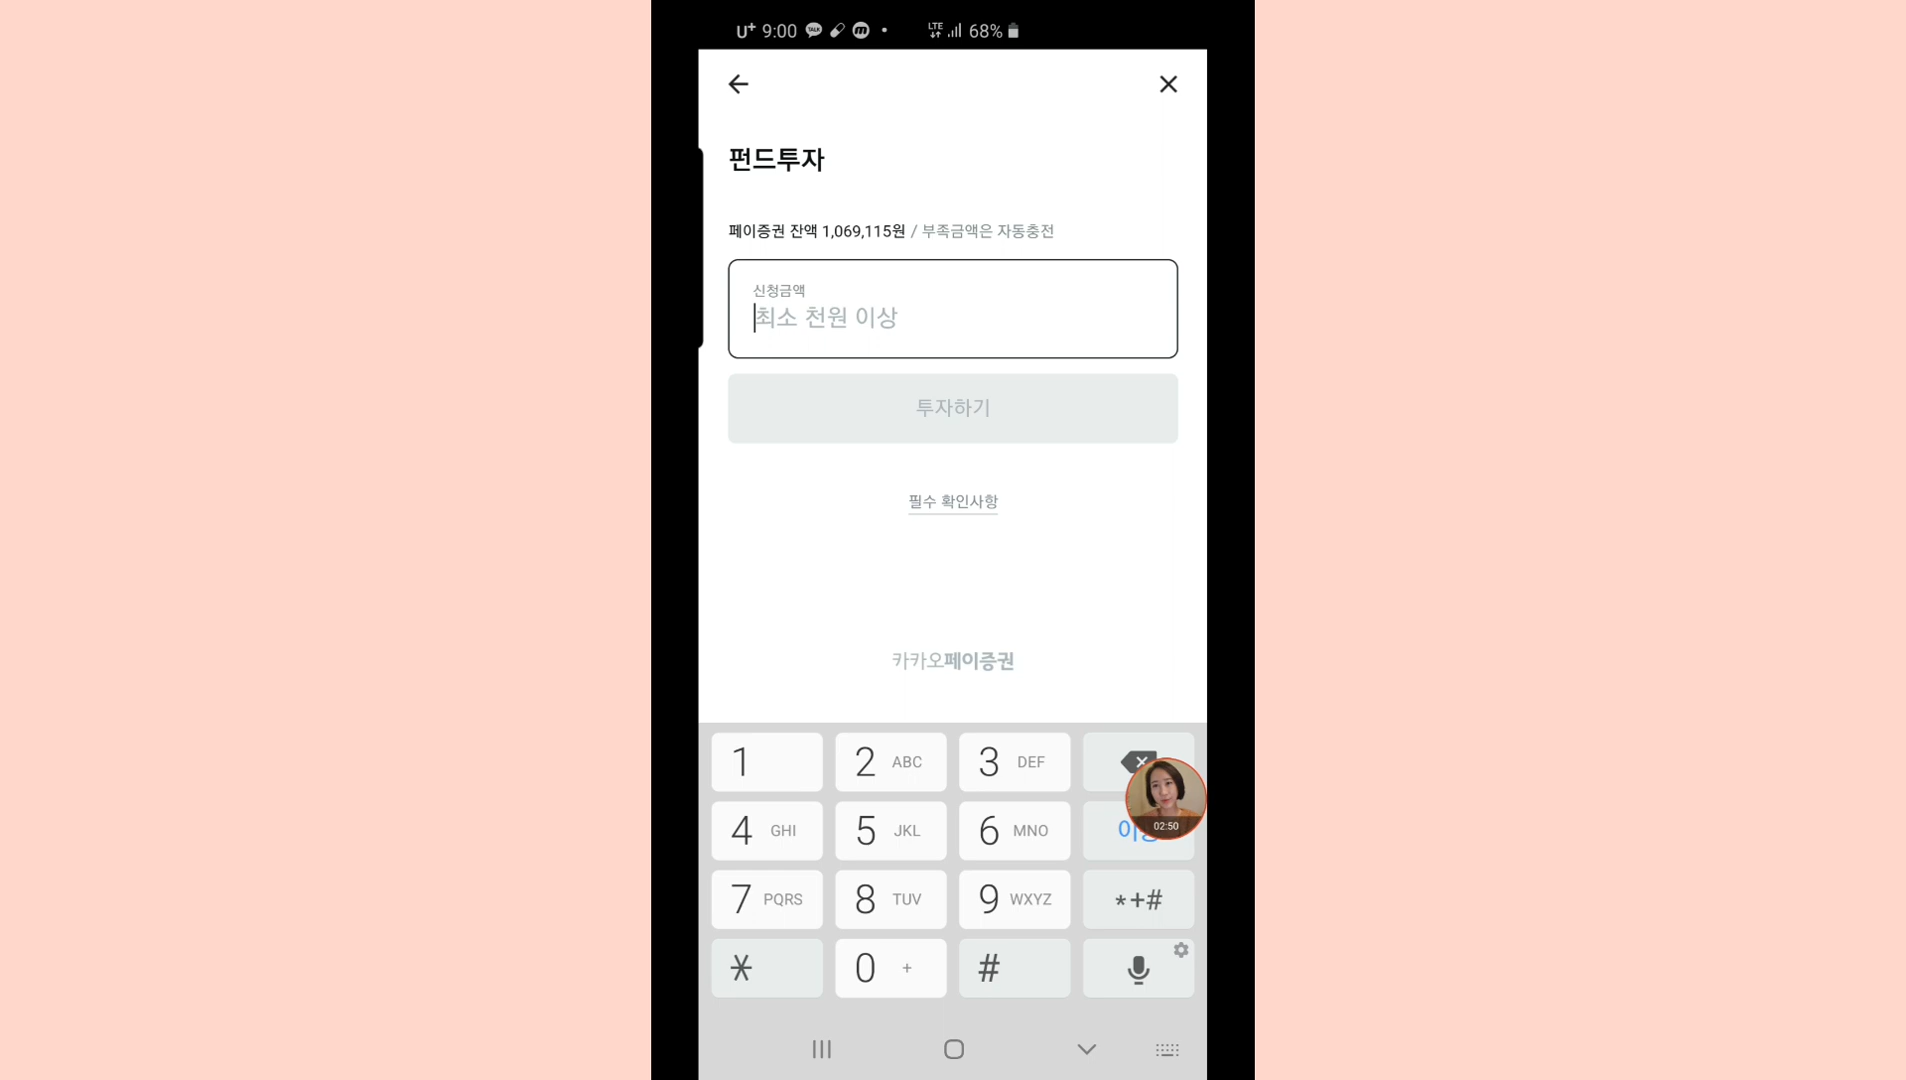 U+ 9:00 TALK m LTE 68%
펀드투자
페이증권 잔액 1,069,115원 / 부족금액은 자동충전
신청금액
최소 천원 이상
투자하기
필수 확인사항
카카오페이증권
1 2 ABC 3 DEF
4 GHI 5 JKL 6 MNO
02:50
7 PQRS 8 TUV 9 WXYZ *+#
* 0 + #